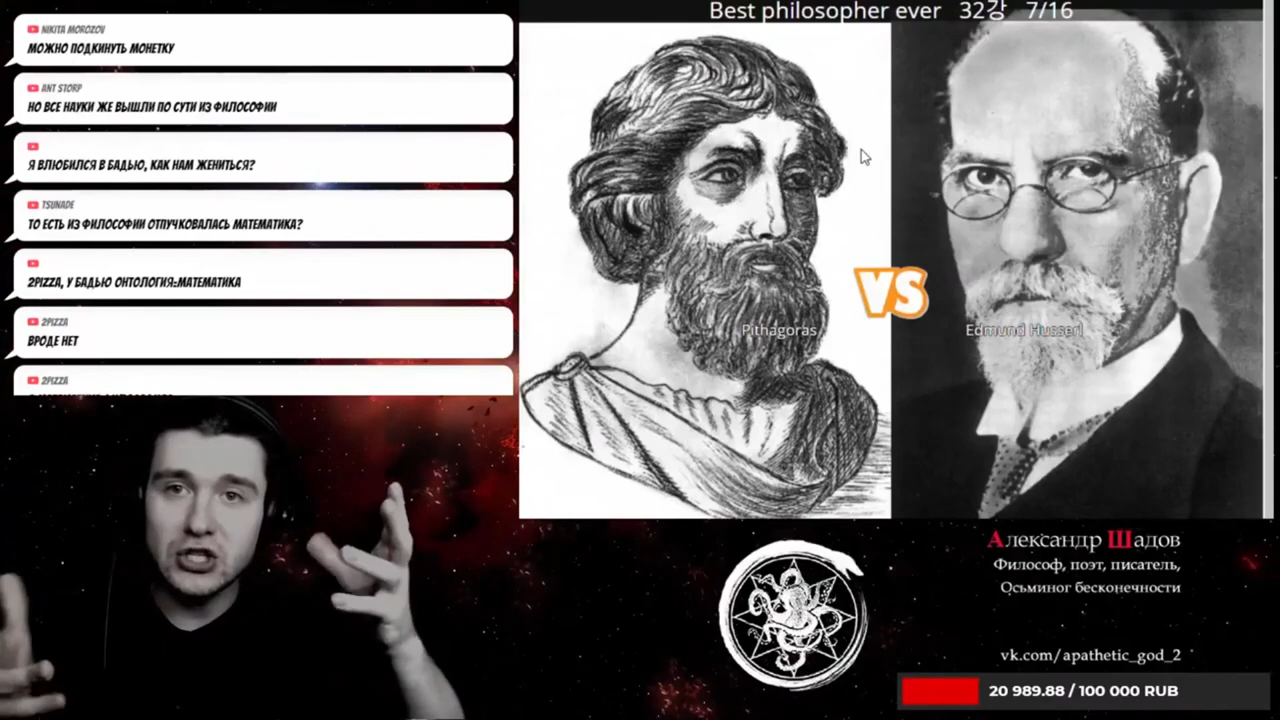 NIKITA MOROZOV
МОЖНО ПОДКИНУТЬ МОНЕТКУ
ANT STORP
НО ВСЕ НАУКИ ЖЕ ВЫШЛИ ПО СУТИ ИЗ ФИЛОСОФИИ
Я ВЛЮБИЛСЯ В БАДЬЮ, КАК НАМ ЖЕНИТЬСЯ?
TSUNADE
ТО ЕСТЬ ИЗ ФИЛОСОФИИ ОТПУЧКОВАЛАСЬ МАТЕМАТИКА?
2PIZZA, У БАДЬЮ ОНТОЛОГИЯ=МАТЕМАТИКА
2PIZZA
ВРОДЕ НЕТ
2PIZZA
Best philosopher ever 32강 7/16
VS
Pithagoras
Edmund Husserl
Александр Шадов
Философ, поэт, писатель,
Осьминог бесконечности
vk.com/apathetic_god_2
20 989.88 / 100 000 RUB